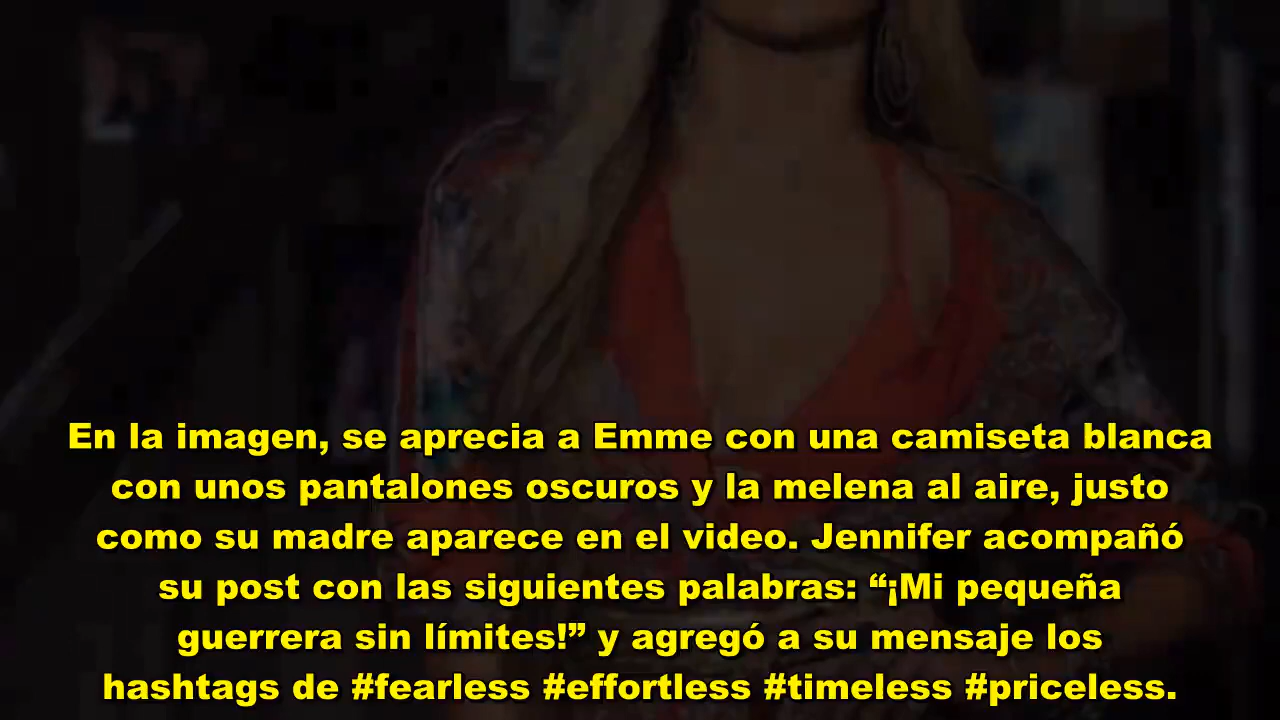 En la imagen, se aprecia a Emme con una camiseta blanca
con unos pantalones oscuros y la melena al aire, justo
como su madre aparece en el video. Jennifer acompañó
su post con las siguientes palabras: “¡Mi pequeña
guerrera sin límites!” y agregó a su mensaje los
hashtags de #fearless #effortless #timeless #priceless.